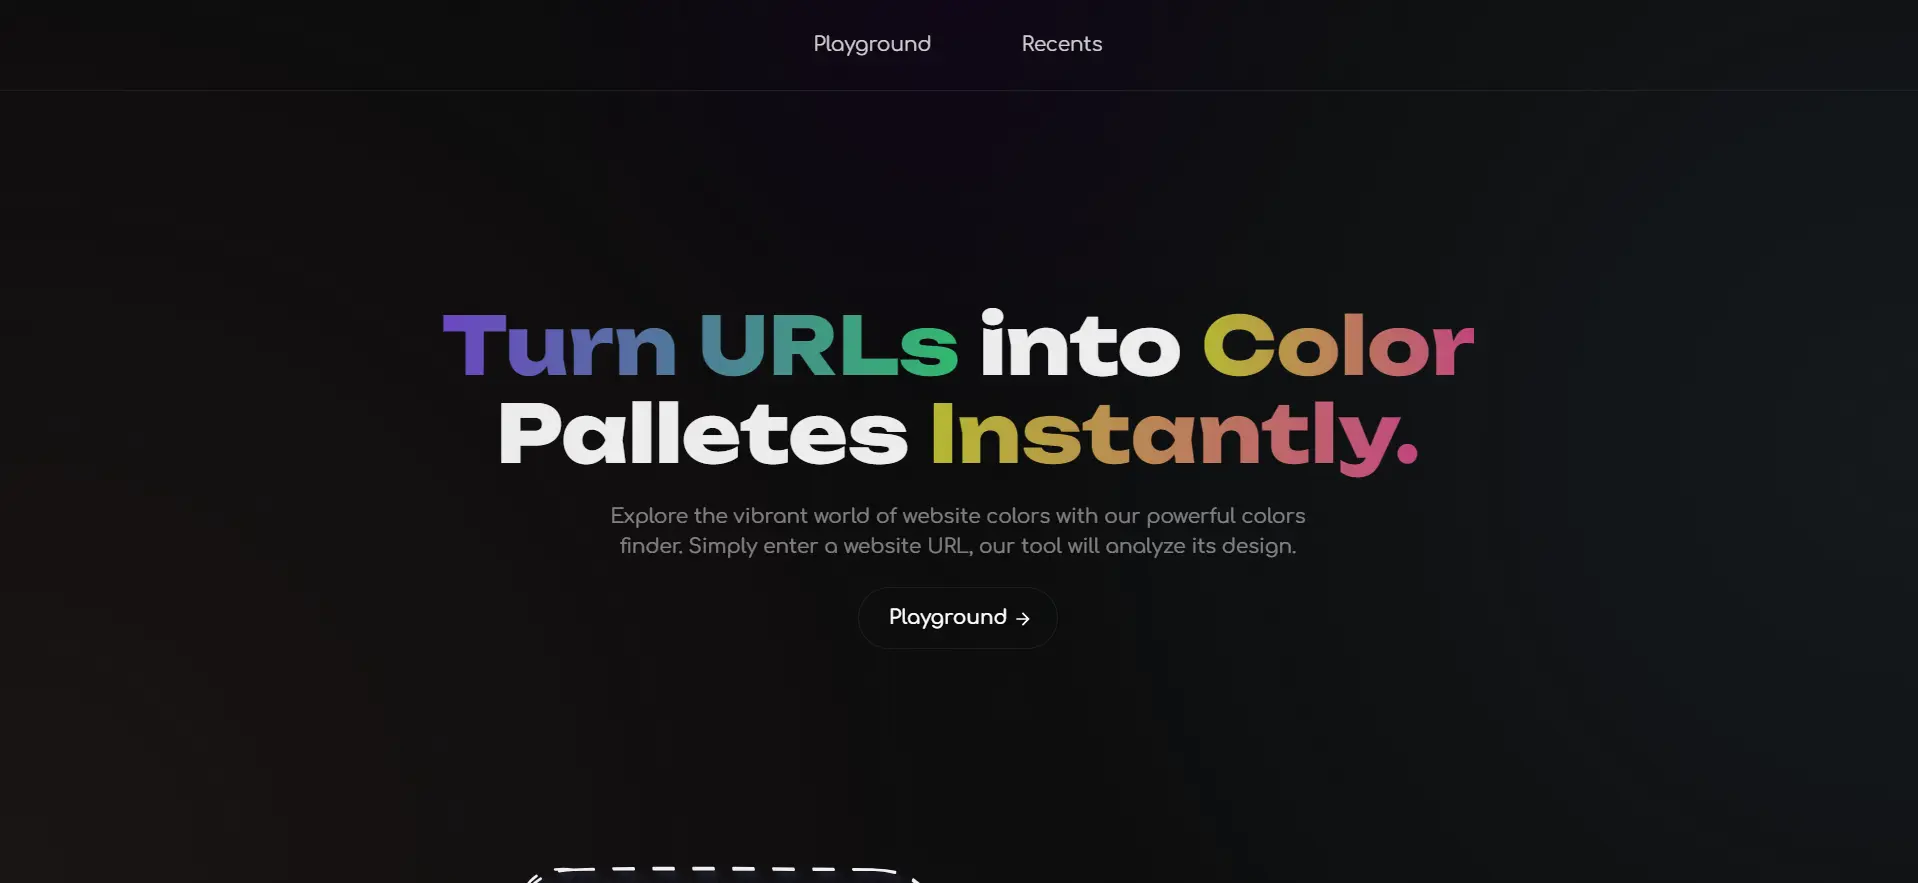 Playground Recents
Turn URLs into Color
Palletes Instantly.
Explore the vibrant world of website colors with our powerful colors
finder. Simply enter a website URL, our tool will analyze its design.
Playground →